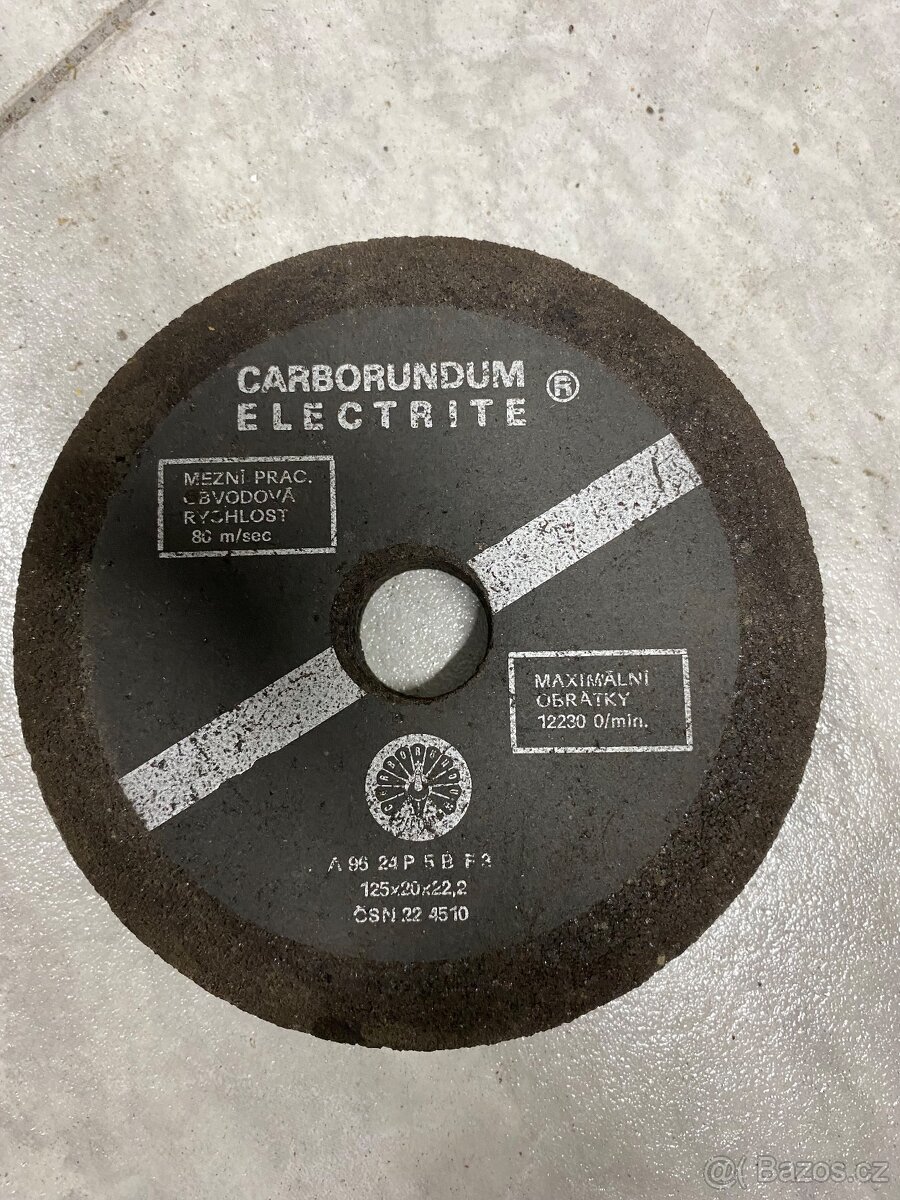 CARBORUNDUM
ELECTRITE ®
MEZNÍ PRAC.
OBVODOVÁ
RYCHLOST
80 m/sec
MAXIMÁLNÍ
OBRÁTKY
12230 0/min.
A 96 24 P 5 B F 3
125x20x22,2
ČSN 22 4510
@( Bazos.cz